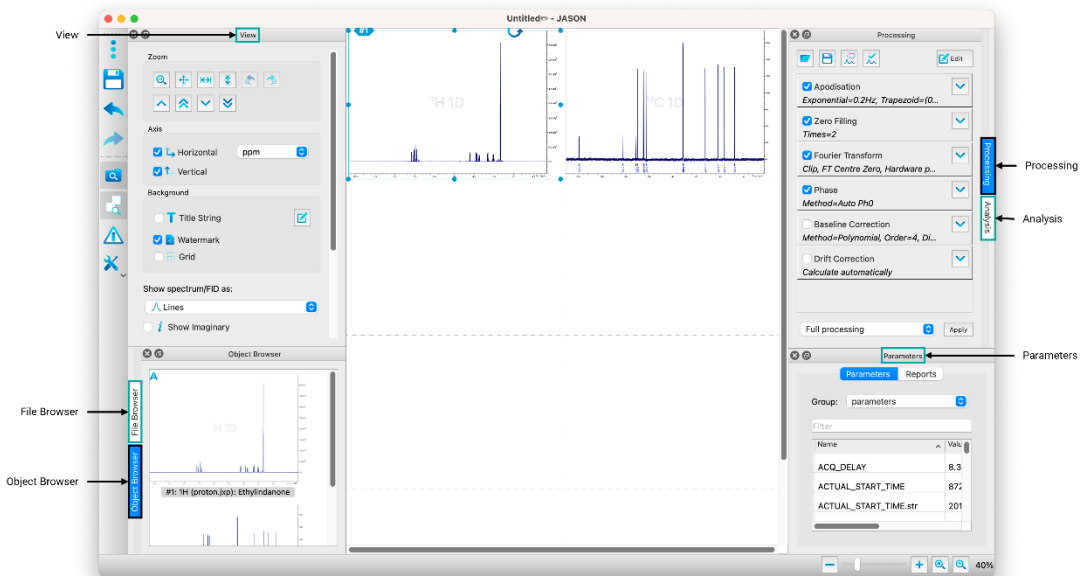 Untitled - JASON
View
View
Zoom
Axis
Horizontal
ppm
Vertical
Background
Title String
Watermark
Grid
Show spectrum/FID as:
Lines
Show Imaginary
Object Browser
File Browser
File Browser
Object Browser
Object Browser
A
1H 1D
#1: 1H (proton.jxp): Ethylindanone
#1
1H 1D
13C 1D
Processing
Edit
Apodisation
Exponential=0.2Hz, Trapezoid=(0...
Zero Filling
Times=2
Fourier Transform
Clip, FT Centre Zero, Hardware p...
Phase
Method=Auto Ph0
Baseline Correction
Method=Polynomial, Order=4, Di...
Drift Correction
Calculate automatically
Full processing
Apply
Processing
Processing
Analysis
Analysis
Parameters
Parameters
Parameters
Reports
Group:
parameters
Filter
Name
Valu
ACQ_DELAY
8.3
ACTUAL_START_TIME
872
ACTUAL_START_TIME.str
201
40%